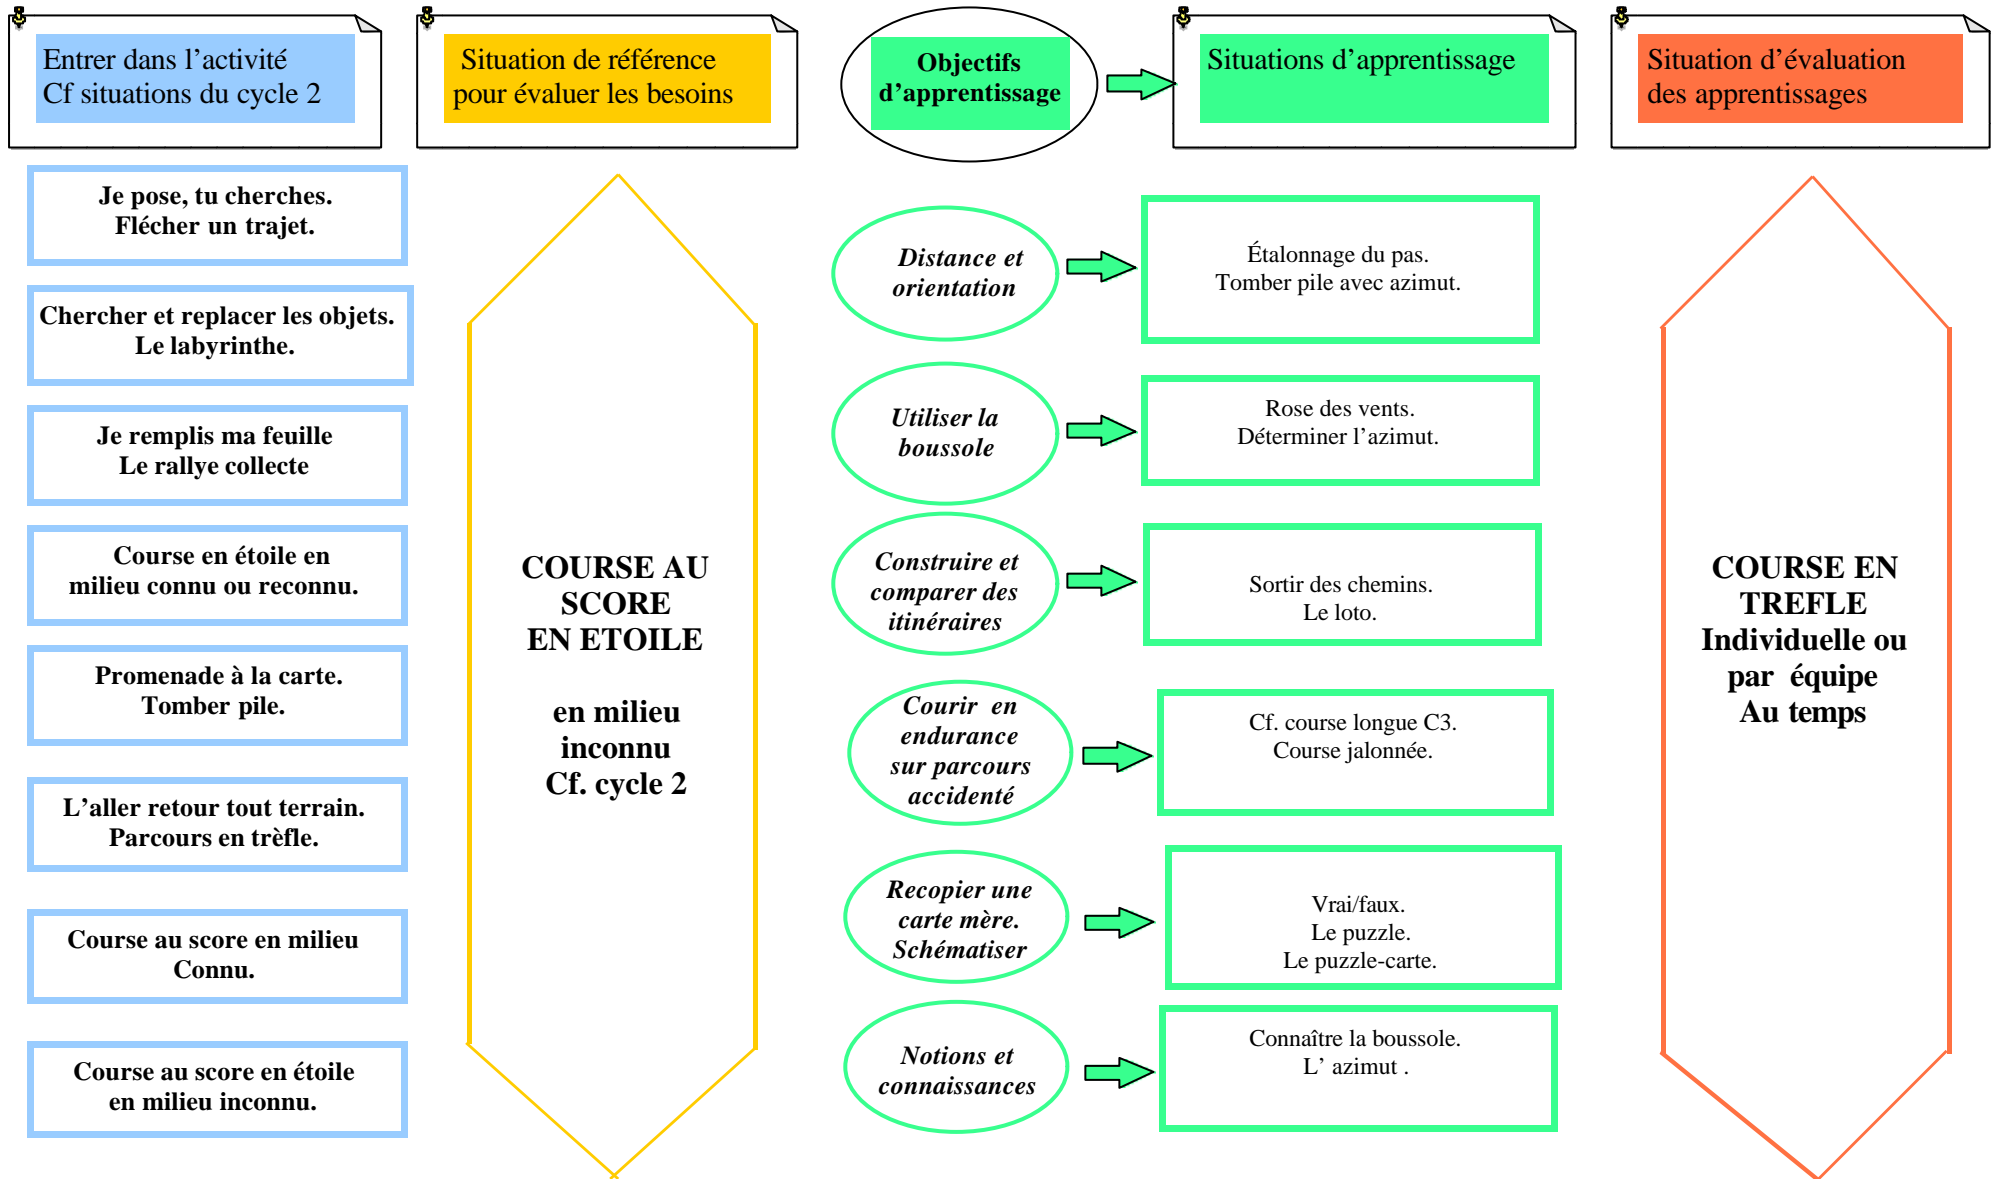 Entrer dans l’activité
Cf situations du cycle 2
Situation de référence
pour évaluer les besoins
Objectifs
d’apprentissage
Situations d’apprentissage
Situation d’évaluation
des apprentissages
Je pose, tu cherches.
Flécher un trajet.
Chercher et replacer les objets.
Le labyrinthe.
Je remplis ma feuille
Le rallye collecte
Course en étoile en
milieu connu ou reconnu.
Promenade à la carte.
Tomber pile.
L’aller retour tout terrain.
Parcours en trèfle.
Course au score en milieu
Connu.
Course au score en étoile
en milieu inconnu.
COURSE AU
SCORE
EN ETOILE
en milieu
inconnu
Cf. cycle 2
Distance et
orientation
Étalonnage du pas.
Tomber pile avec azimut.
Utiliser la
boussole
Rose des vents.
Déterminer l’azimut.
Construire et
comparer des
itinéraires
Sortir des chemins.
Le loto.
Courir en
endurance
sur parcours
accidenté
Cf. course longue C3.
Course jalonnée.
Recopier une
carte mère.
Schématiser
Vrai/faux.
Le puzzle.
Le puzzle-carte.
Notions et
connaissances
Connaître la boussole.
L’ azimut .
COURSE EN
TREFLE
Individuelle ou
par équipe
Au temps